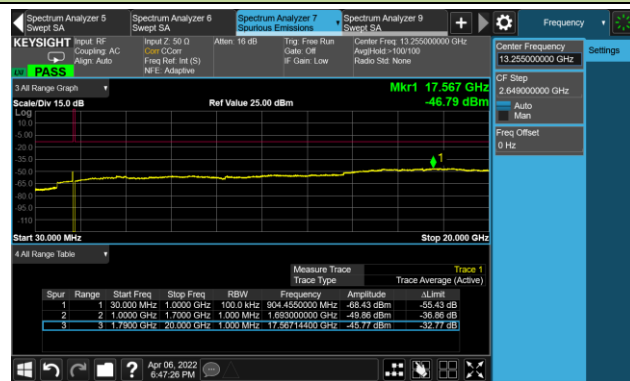 Spectrum Analyzer 5 Spectrum Analyzer 6 Spectrum Analyzer 7 Spectrum Analyzer 9 Frequency
Swept SA Swept SA Spurious Emissions Swept SA
KEYSIGHT Input: RF Input Z: 50 Ω Atten: 16 dB Trig: Free Run Center Freq: 13.255000000 GHz
Coupling: AC Corr CCorr Gate: Off Avg|Hold:>100/100
Align: Auto Freq Ref: Int (S) IF Gain: Low Radio Std: None
NFE: Adaptive
PASS
Center Frequency Settings
13.255000000 GHz
CF Step
2.649000000 GHz
Auto
Man
Freq Offset
0 Hz
3 All Range Graph Mkr1 17.567 GHz
Scale/Div 15.0 dB Ref Value 25.00 dBm -46.79 dBm
Log
10.0
-5.00
-20.0
-35.0
1
-50.0
-65.0
-80.0
-95.0
-110
Start 30.000 MHz Stop 20.000 GHz
4 All Range Table
Measure Trace Trace 1
Trace Type Trace Average (Active)
Spur Range Start Freq Stop Freq RBW Frequency Amplitude ΔLimit
1 1 30.000 MHz 1.0000 GHz 100.0 kHz 904.4550000 MHz -68.43 dBm -55.43 dB
2 2 1.0000 GHz 1.7000 GHz 1.000 MHz 1.693000000 GHz -49.86 dBm -36.86 dB
3 3 1.7900 GHz 20.000 GHz 1.000 MHz 17.56714400 GHz -45.77 dBm -32.77 dB
Apr 06, 2022
6:47:26 PM